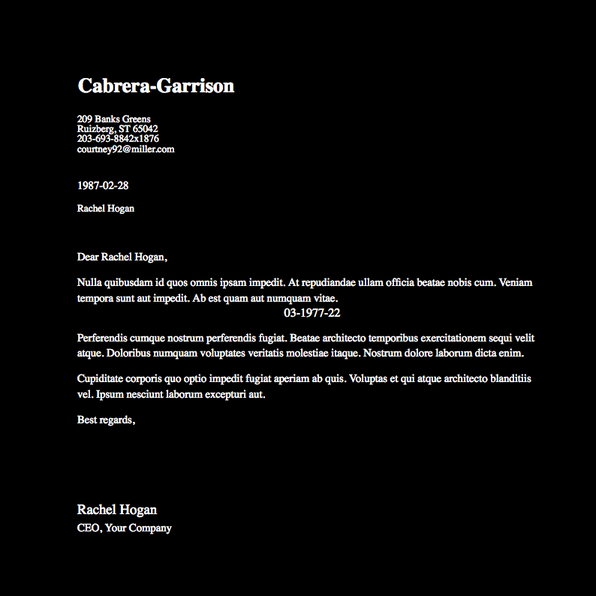 Cabrera-Garrison
209 Banks Greens
Ruizberg, ST 65042
203-693-8842x1876
courtney92@miller.com
1987-02-28
Rachel Hogan
Dear Rachel Hogan,
Nulla quibusdam id quos omnis ipsam impedit. At repudiandae ullam officia beatae nobis cum. Veniam
tempora sunt aut impedit. Ab est quam aut numquam vitae.
03-1977-22
Perferendis cumque nostrum perferendis fugiat. Beatae architecto temporibus exercitationem sequi velit
atque. Doloribus numquam voluptates veritatis molestiae itaque. Nostrum dolore laborum dicta enim.
Cupiditate corporis quo optio impedit fugiat aperiam ab quis. Voluptas et qui atque architecto blanditiis
vel. Ipsum nesciunt laborum excepturi aut.
Best regards,
Rachel Hogan
CEO, Your Company